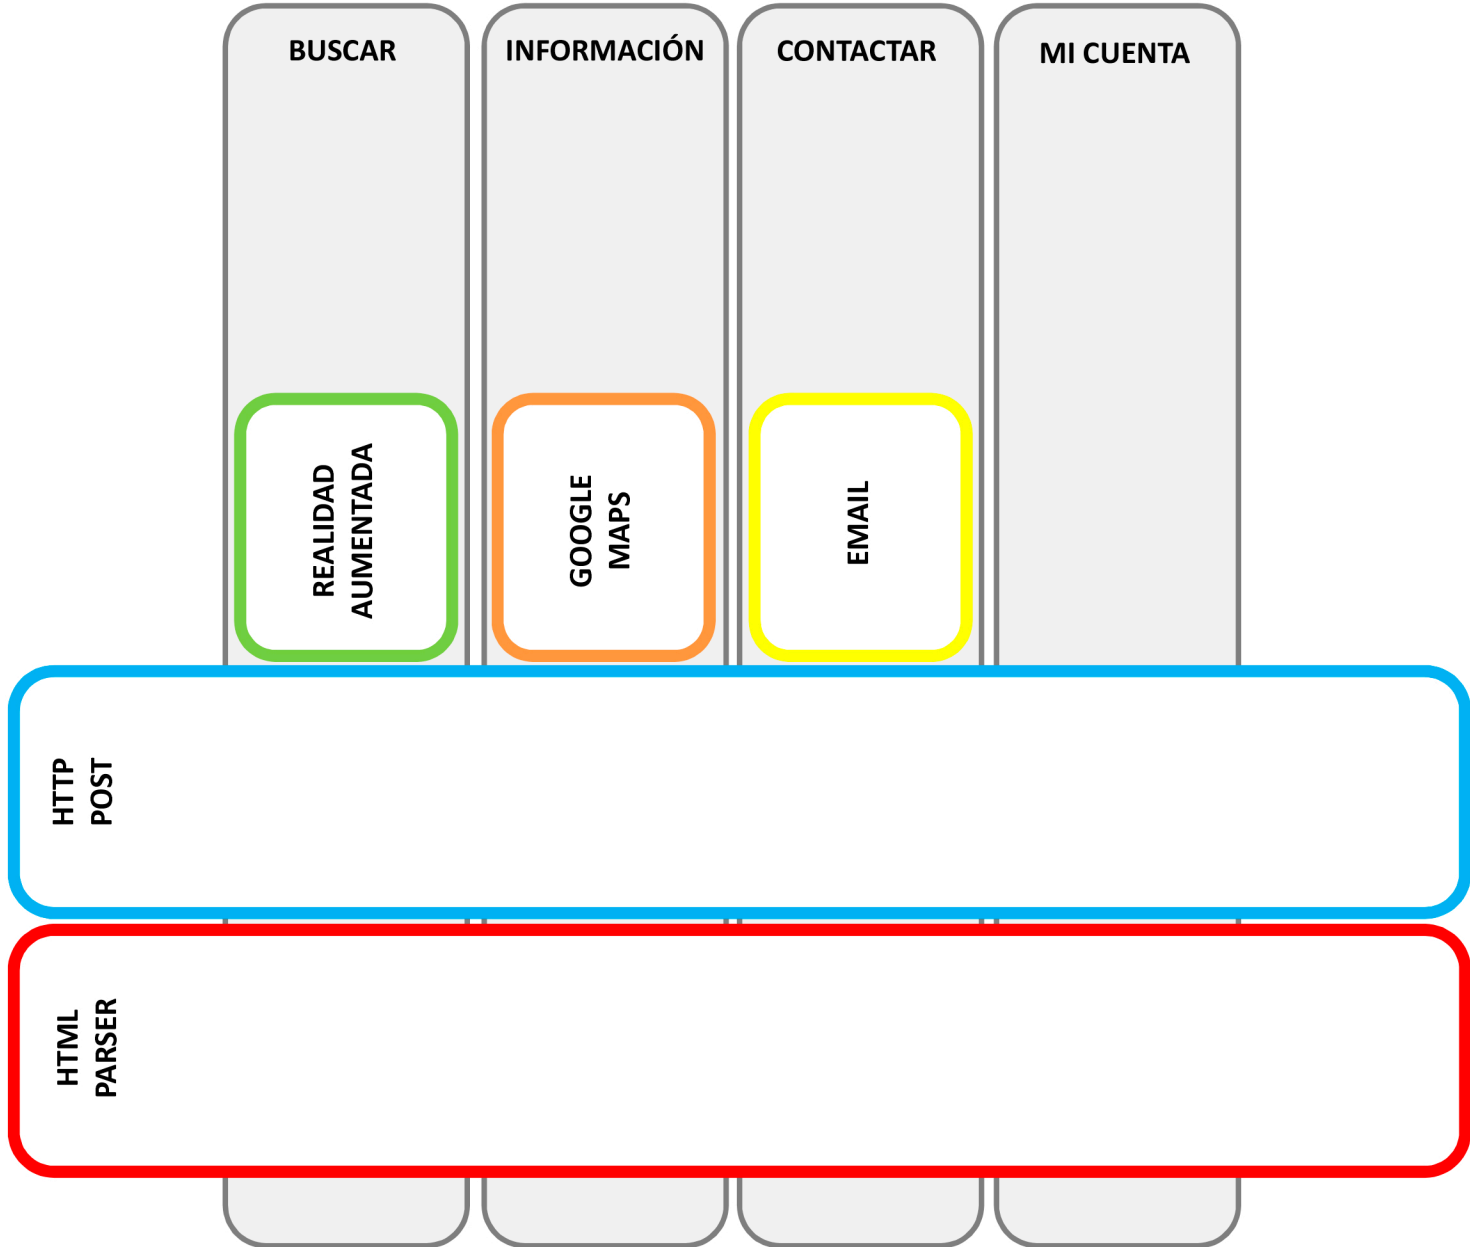 BUSCAR
INFORMACIÓN
CONTACTAR
MI CUENTA
REALIDAD
AUMENTADA
GOOGLE
MAPS
EMAIL
HTTP
POST
HTML
PARSER